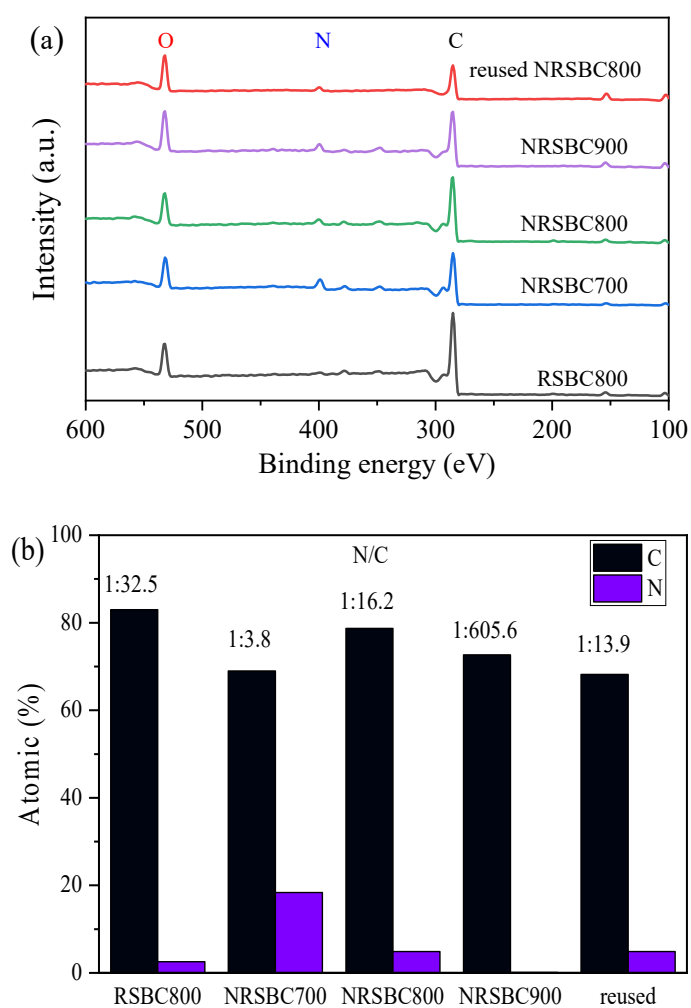 (a)
O
N
C
reused NRSBC800
NRSBC900
NRSBC800
NRSBC700
RSBC800
Intensity (a.u.)
600
500
400
300
200
100
Binding energy (eV)
(b)
100
80
60
40
20
0
Atomic (%)
N/C
C
N
1:32.5
1:3.8
1:16.2
1:605.6
1:13.9
RSBC800
NRSBC700
NRSBC800
NRSBC900
reused